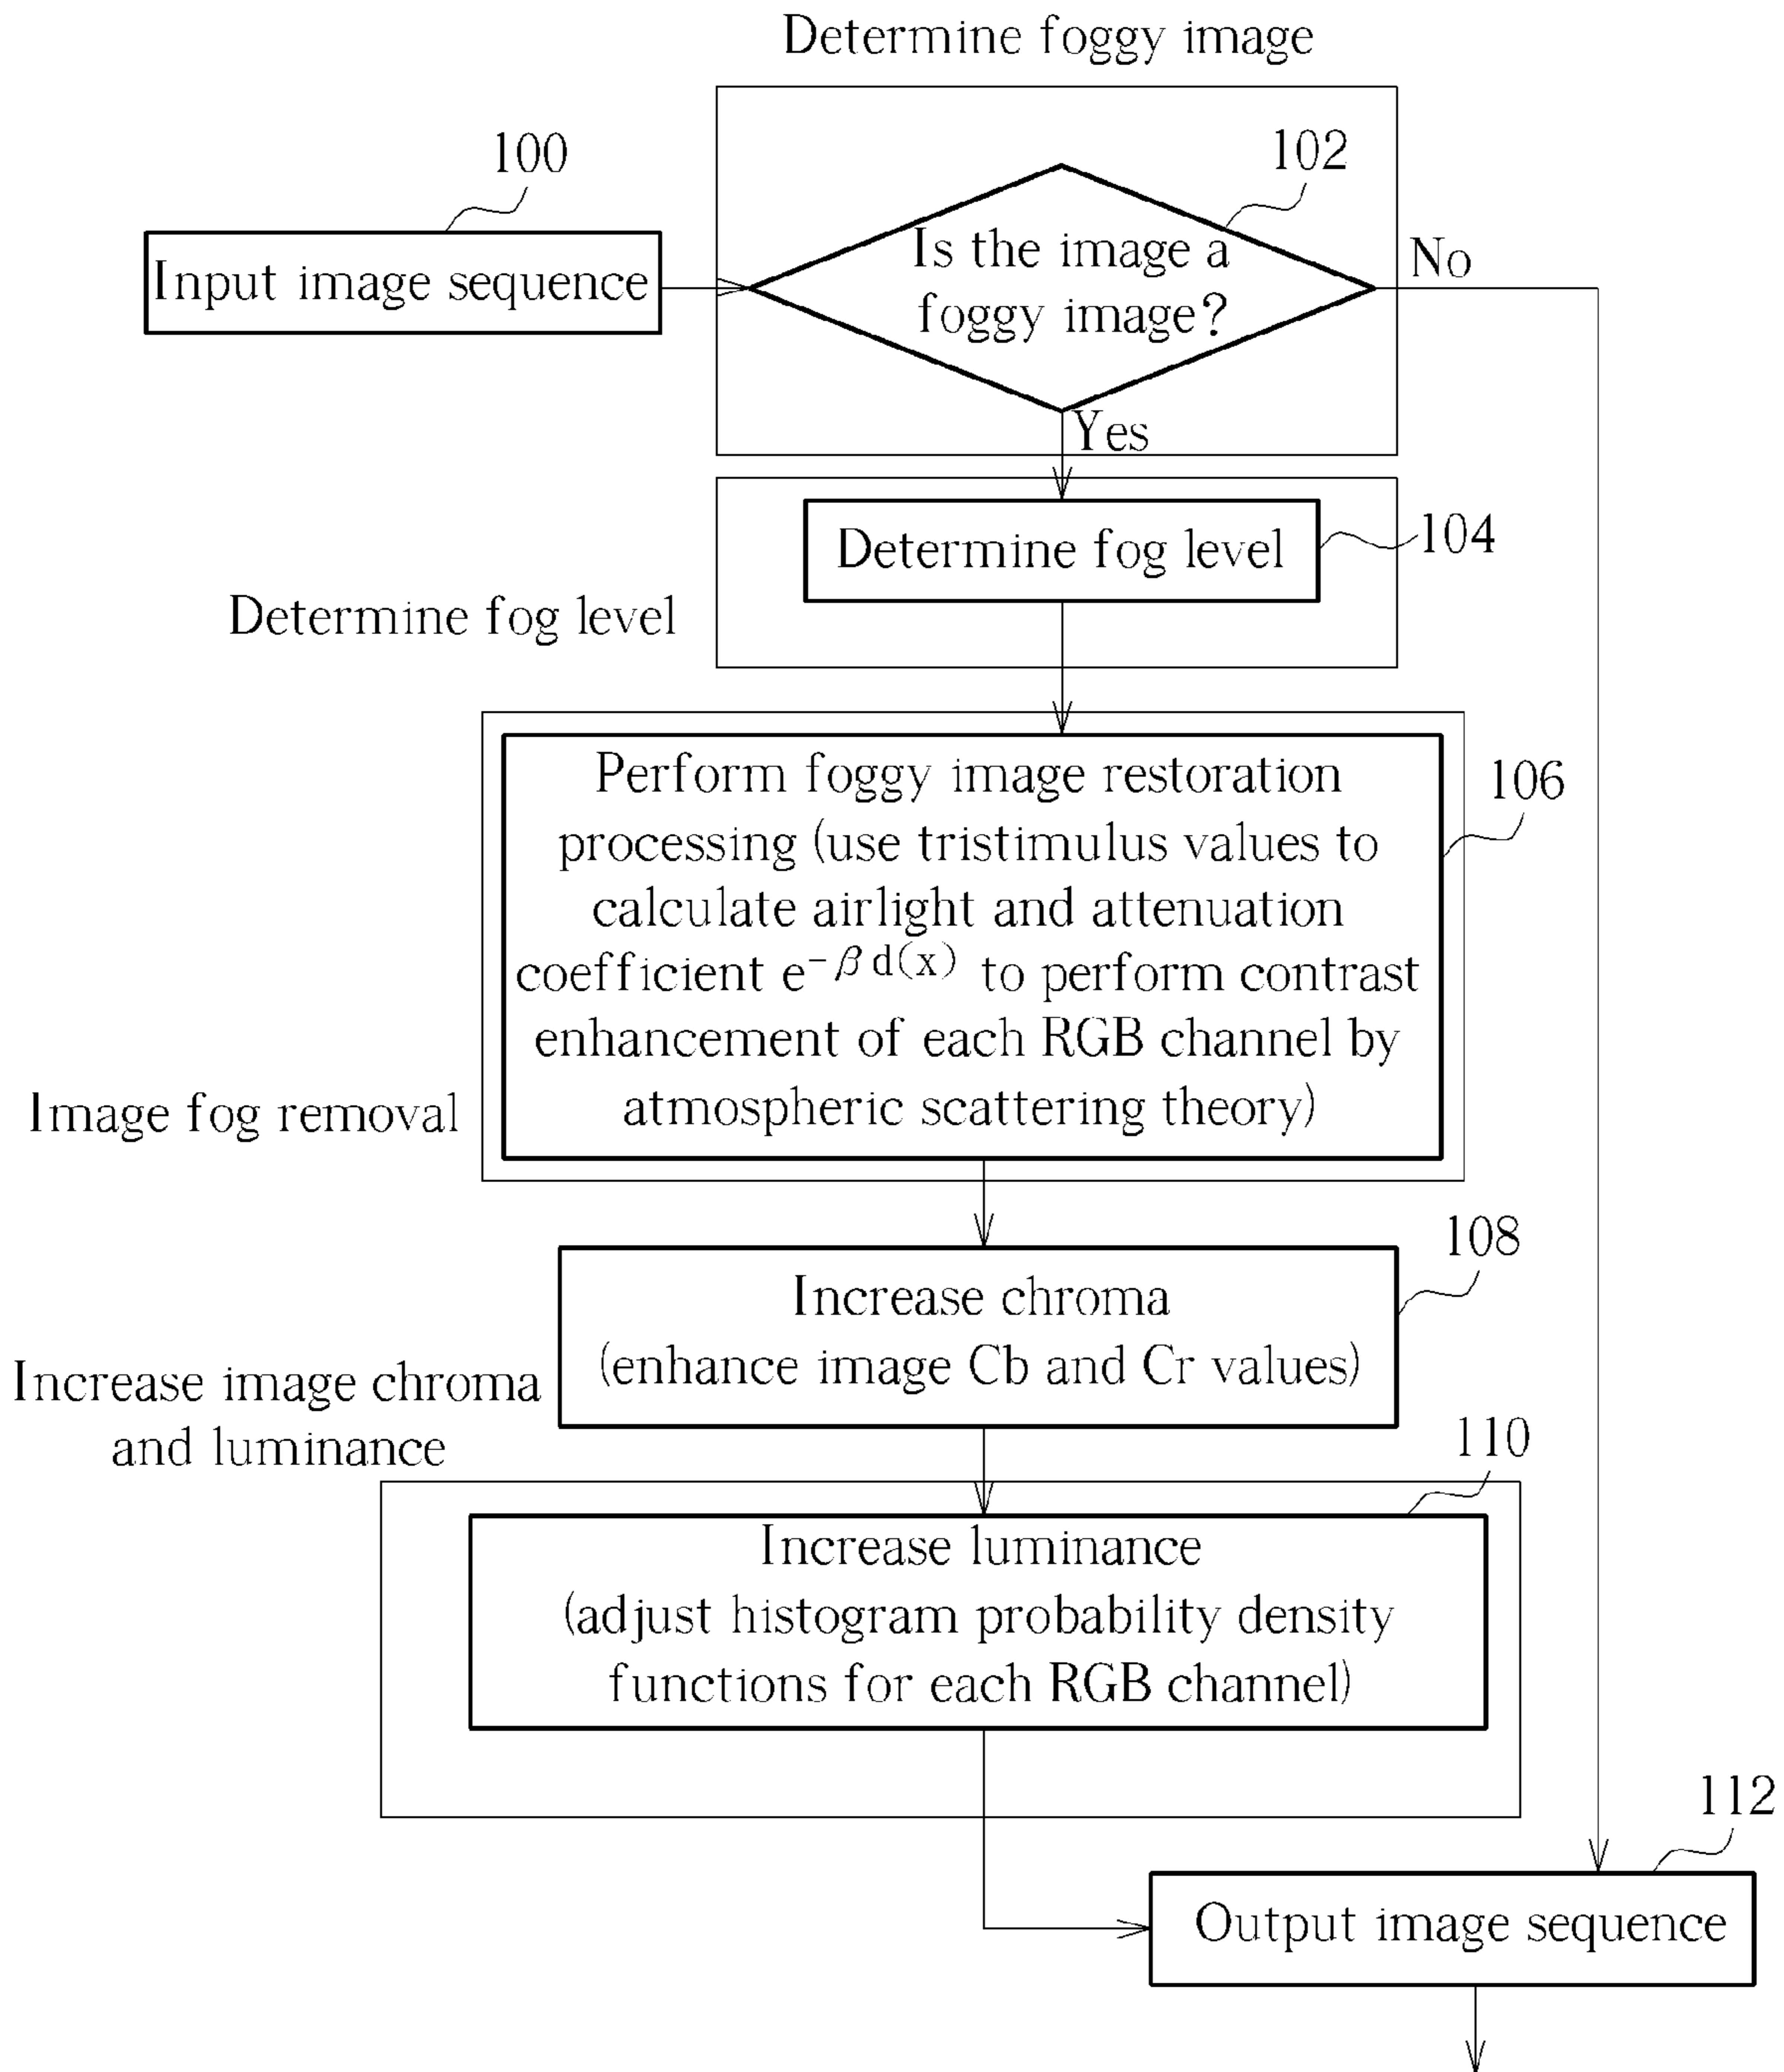 Determine foggy image
100
102
Input image sequence
Is the image a
foggy image?
No
Yes
Determine fog level
104
Determine fog level
Perform foggy image restoration
processing (use tristimulus values to
calculate airlight and attenuation
coefficient e^-βd(x) to perform contrast
enhancement of each RGB channel by
atmospheric scattering theory)
106
Image fog removal
108
Increase chroma
(enhance image Cb and Cr values)
Increase image chroma
and luminance
110
Increase luminance
(adjust histogram probability density
functions for each RGB channel)
112
Output image sequence